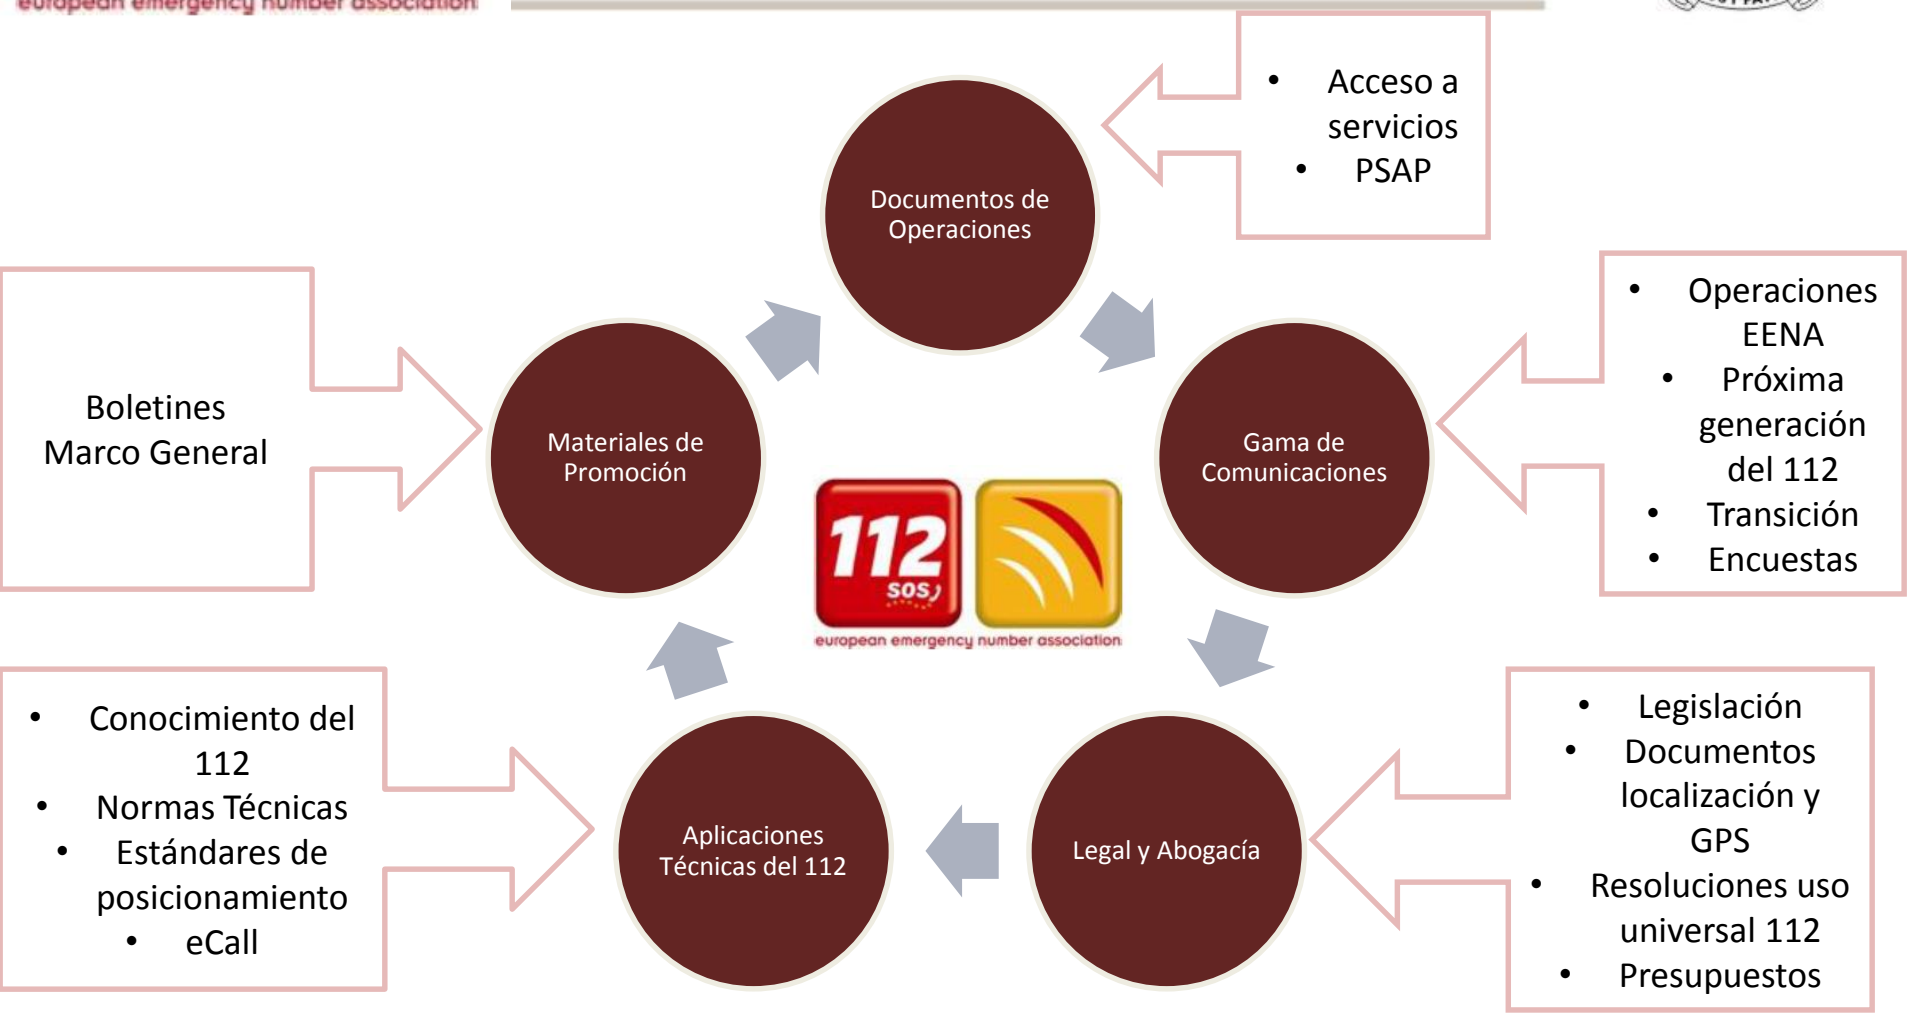 european emergency number association
• Acceso a
servicios
• PSAP
Documentos de
Operaciones
• Operaciones
EENA
• Próxima
generación
del 112
• Transición
• Encuestas
Boletines
Marco General
Materiales de
Promoción
Gama de
Comunicaciones
112
SOS
european emergency number association
• Conocimiento del
112
• Normas Técnicas
• Estándares de
posicionamiento
• eCall
Aplicaciones
Técnicas del 112
Legal y Abogacía
• Legislación
• Documentos
localización y
GPS
• Resoluciones uso
universal 112
• Presupuestos